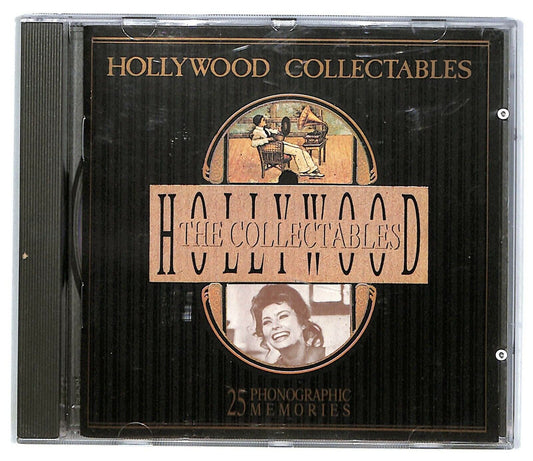 HOLLYWOOD COLLECTABLES
HOLLYWOOD
THE COLLECTABLES
25 PHONOGRAPHIC
MEMORIES